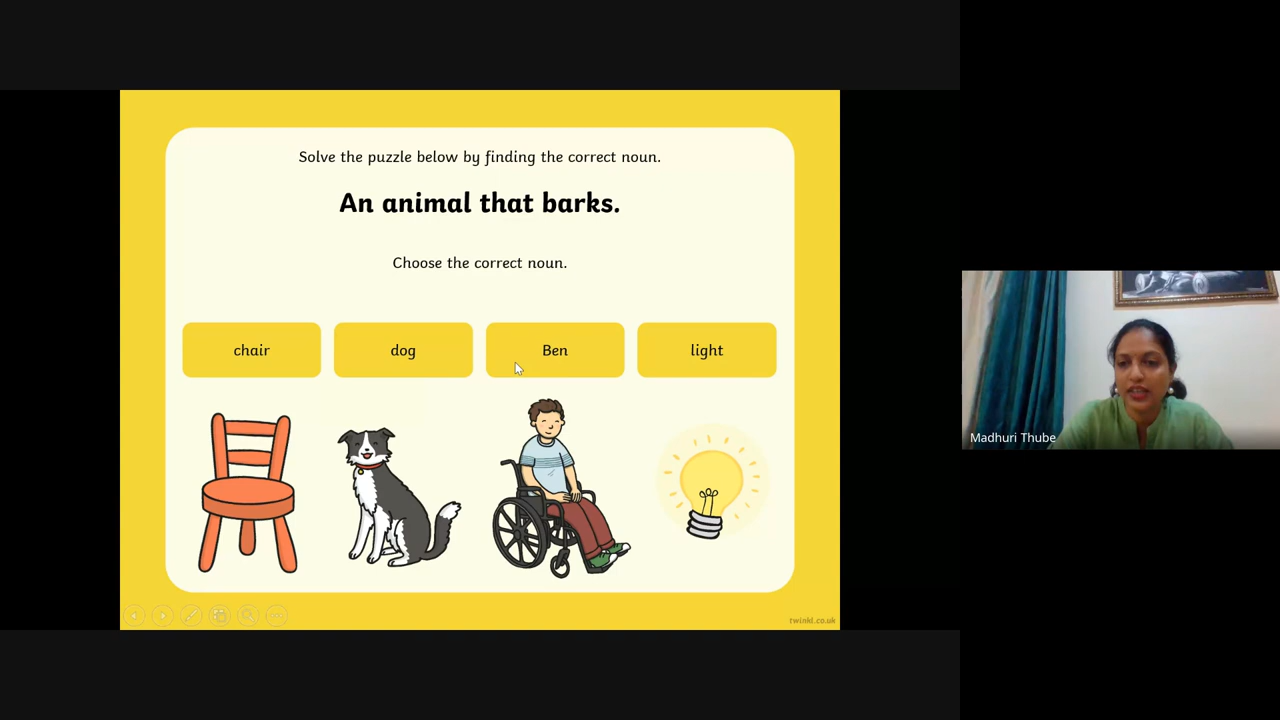 Solve the puzzle below by finding the correct noun.
An animal that barks.
Choose the correct noun.
chair
dog
Ben
light
twinkl.co.uk
Madhuri Thube